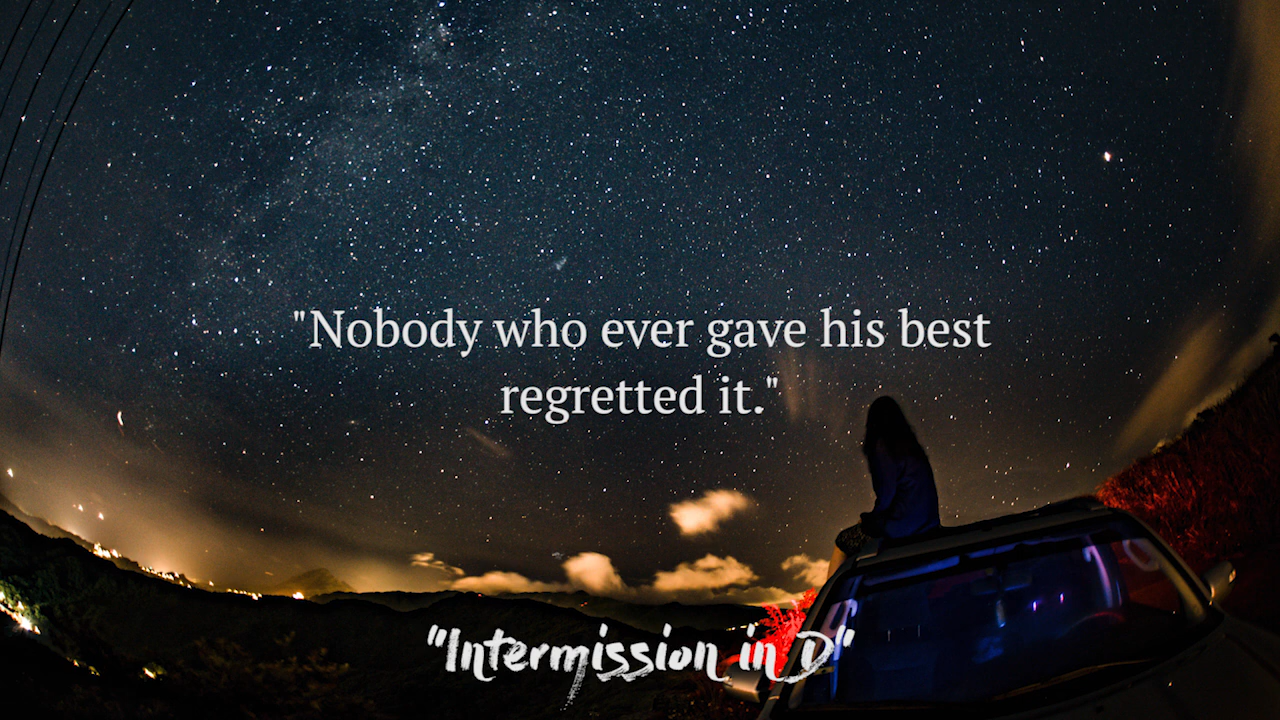 "Nobody who ever gave his best
regretted it."
"Intermission in D"